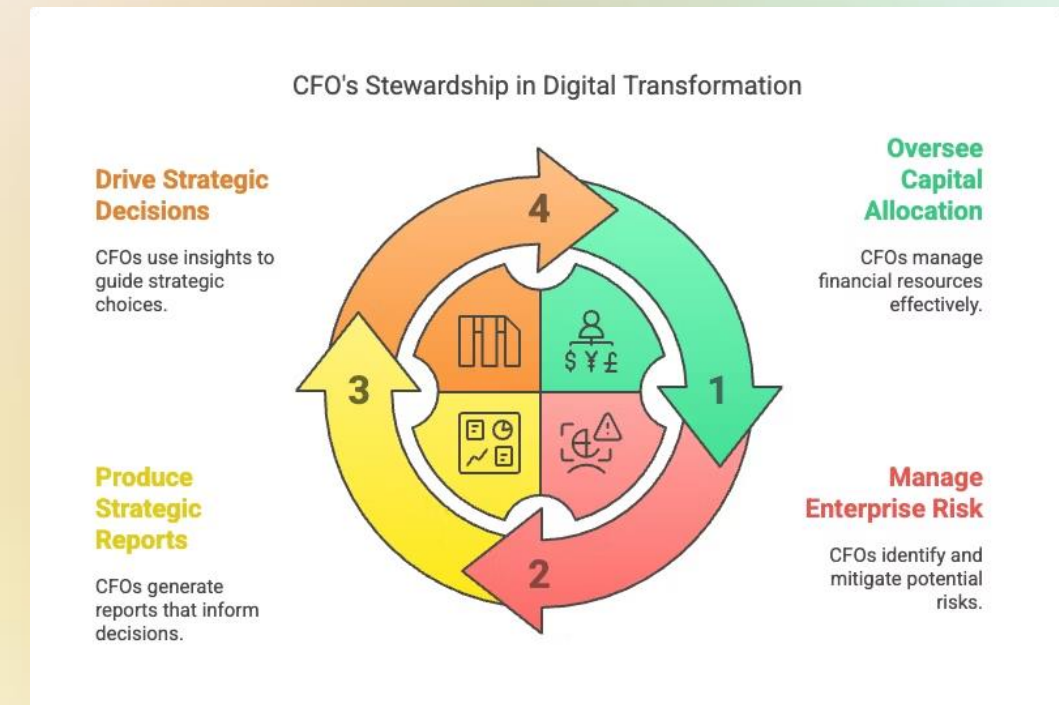 CFO's Stewardship in Digital Transformation
Drive Strategic
Decisions
CFOs use insights to
guide strategic
choices.
Oversee
Capital
Allocation
CFOs manage
financial resources
effectively.
4
$ ¥ £
3
1
Produce
Strategic
Reports
CFOs generate
reports that inform
decisions.
Manage
Enterprise Risk
CFOs identify and
mitigate potential
risks.
2